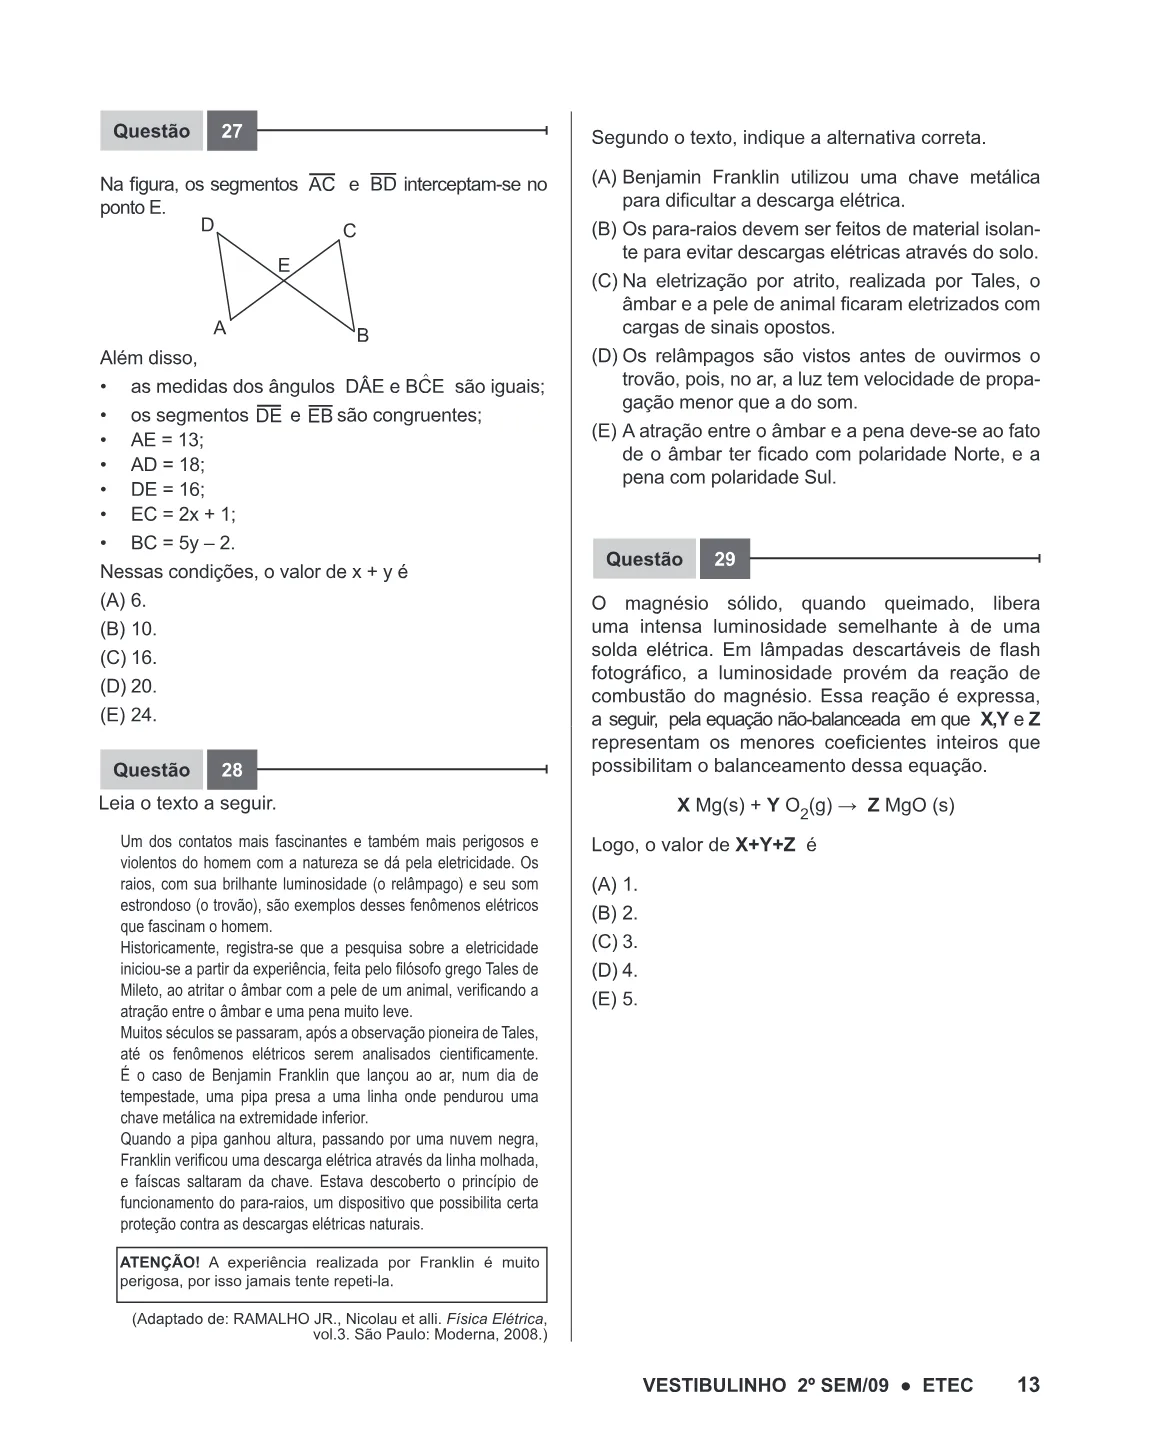 Questão 27
Na figura, os segmentos AC e BD interceptam-se no
ponto E.
D
C
E
A
B
Além disso,
• as medidas dos ângulos DÂE e BĈE são iguais;
• os segmentos DE e EB são congruentes;
• AE = 13;
• AD = 18;
• DE = 16;
• EC = 2x + 1;
• BC = 5y – 2.
Nessas condições, o valor de x + y é
(A) 6.
(B) 10.
(C) 16.
(D) 20.
(E) 24.
Questão 28
Leia o texto a seguir.
Um dos contatos mais fascinantes e também mais perigosos e
violentos do homem com a natureza se dá pela eletricidade. Os
raios, com sua brilhante luminosidade (o relâmpago) e seu som
estrondoso (o trovão), são exemplos desses fenômenos elétricos
que fascinam o homem.
Historicamente, registra-se que a pesquisa sobre a eletricidade
iniciou-se a partir da experiência, feita pelo filósofo grego Tales de
Mileto, ao atritar o âmbar com a pele de um animal, verificando a
atração entre o âmbar e uma pena muito leve.
Muitos séculos se passaram, após a observação pioneira de Tales,
até os fenômenos elétricos serem analisados cientificamente.
É o caso de Benjamin Franklin que lançou ao ar, num dia de
tempestade, uma pipa presa a uma linha onde pendurou uma
chave metálica na extremidade inferior.
Quando a pipa ganhou altura, passando por uma nuvem negra,
Franklin verificou uma descarga elétrica através da linha molhada,
e faíscas saltaram da chave. Estava descoberto o princípio de
funcionamento do para-raios, um dispositivo que possibilita certa
proteção contra as descargas elétricas naturais.
ATENÇÃO! A experiência realizada por Franklin é muito
perigosa, por isso jamais tente repeti-la.
(Adaptado de: RAMALHO JR., Nicolau et alli. Física Elétrica,
vol.3. São Paulo: Moderna, 2008.)
Segundo o texto, indique a alternativa correta.
(A) Benjamin Franklin utilizou uma chave metálica
para dificultar a descarga elétrica.
(B) Os para-raios devem ser feitos de material isolan-
te para evitar descargas elétricas através do solo.
(C) Na eletrização por atrito, realizada por Tales, o
âmbar e a pele de animal ficaram eletrizados com
cargas de sinais opostos.
(D) Os relâmpagos são vistos antes de ouvirmos o
trovão, pois, no ar, a luz tem velocidade de propa-
gação menor que a do som.
(E) A atração entre o âmbar e a pena deve-se ao fato
de o âmbar ter ficado com polaridade Norte, e a
pena com polaridade Sul.
Questão 29
O magnésio sólido, quando queimado, libera
uma intensa luminosidade semelhante à de uma
solda elétrica. Em lâmpadas descartáveis de flash
fotográfico, a luminosidade provém da reação de
combustão do magnésio. Essa reação é expressa,
a seguir, pela equação não-balanceada em que X,Y e Z
representam os menores coeficientes inteiros que
possibilitam o balanceamento dessa equação.
X Mg(s) + Y O₂(g) → Z MgO (s)
Logo, o valor de X+Y+Z é
(A) 1.
(B) 2.
(C) 3.
(D) 4.
(E) 5.
VESTIBULINHO 2º SEM/09 ● ETEC 13